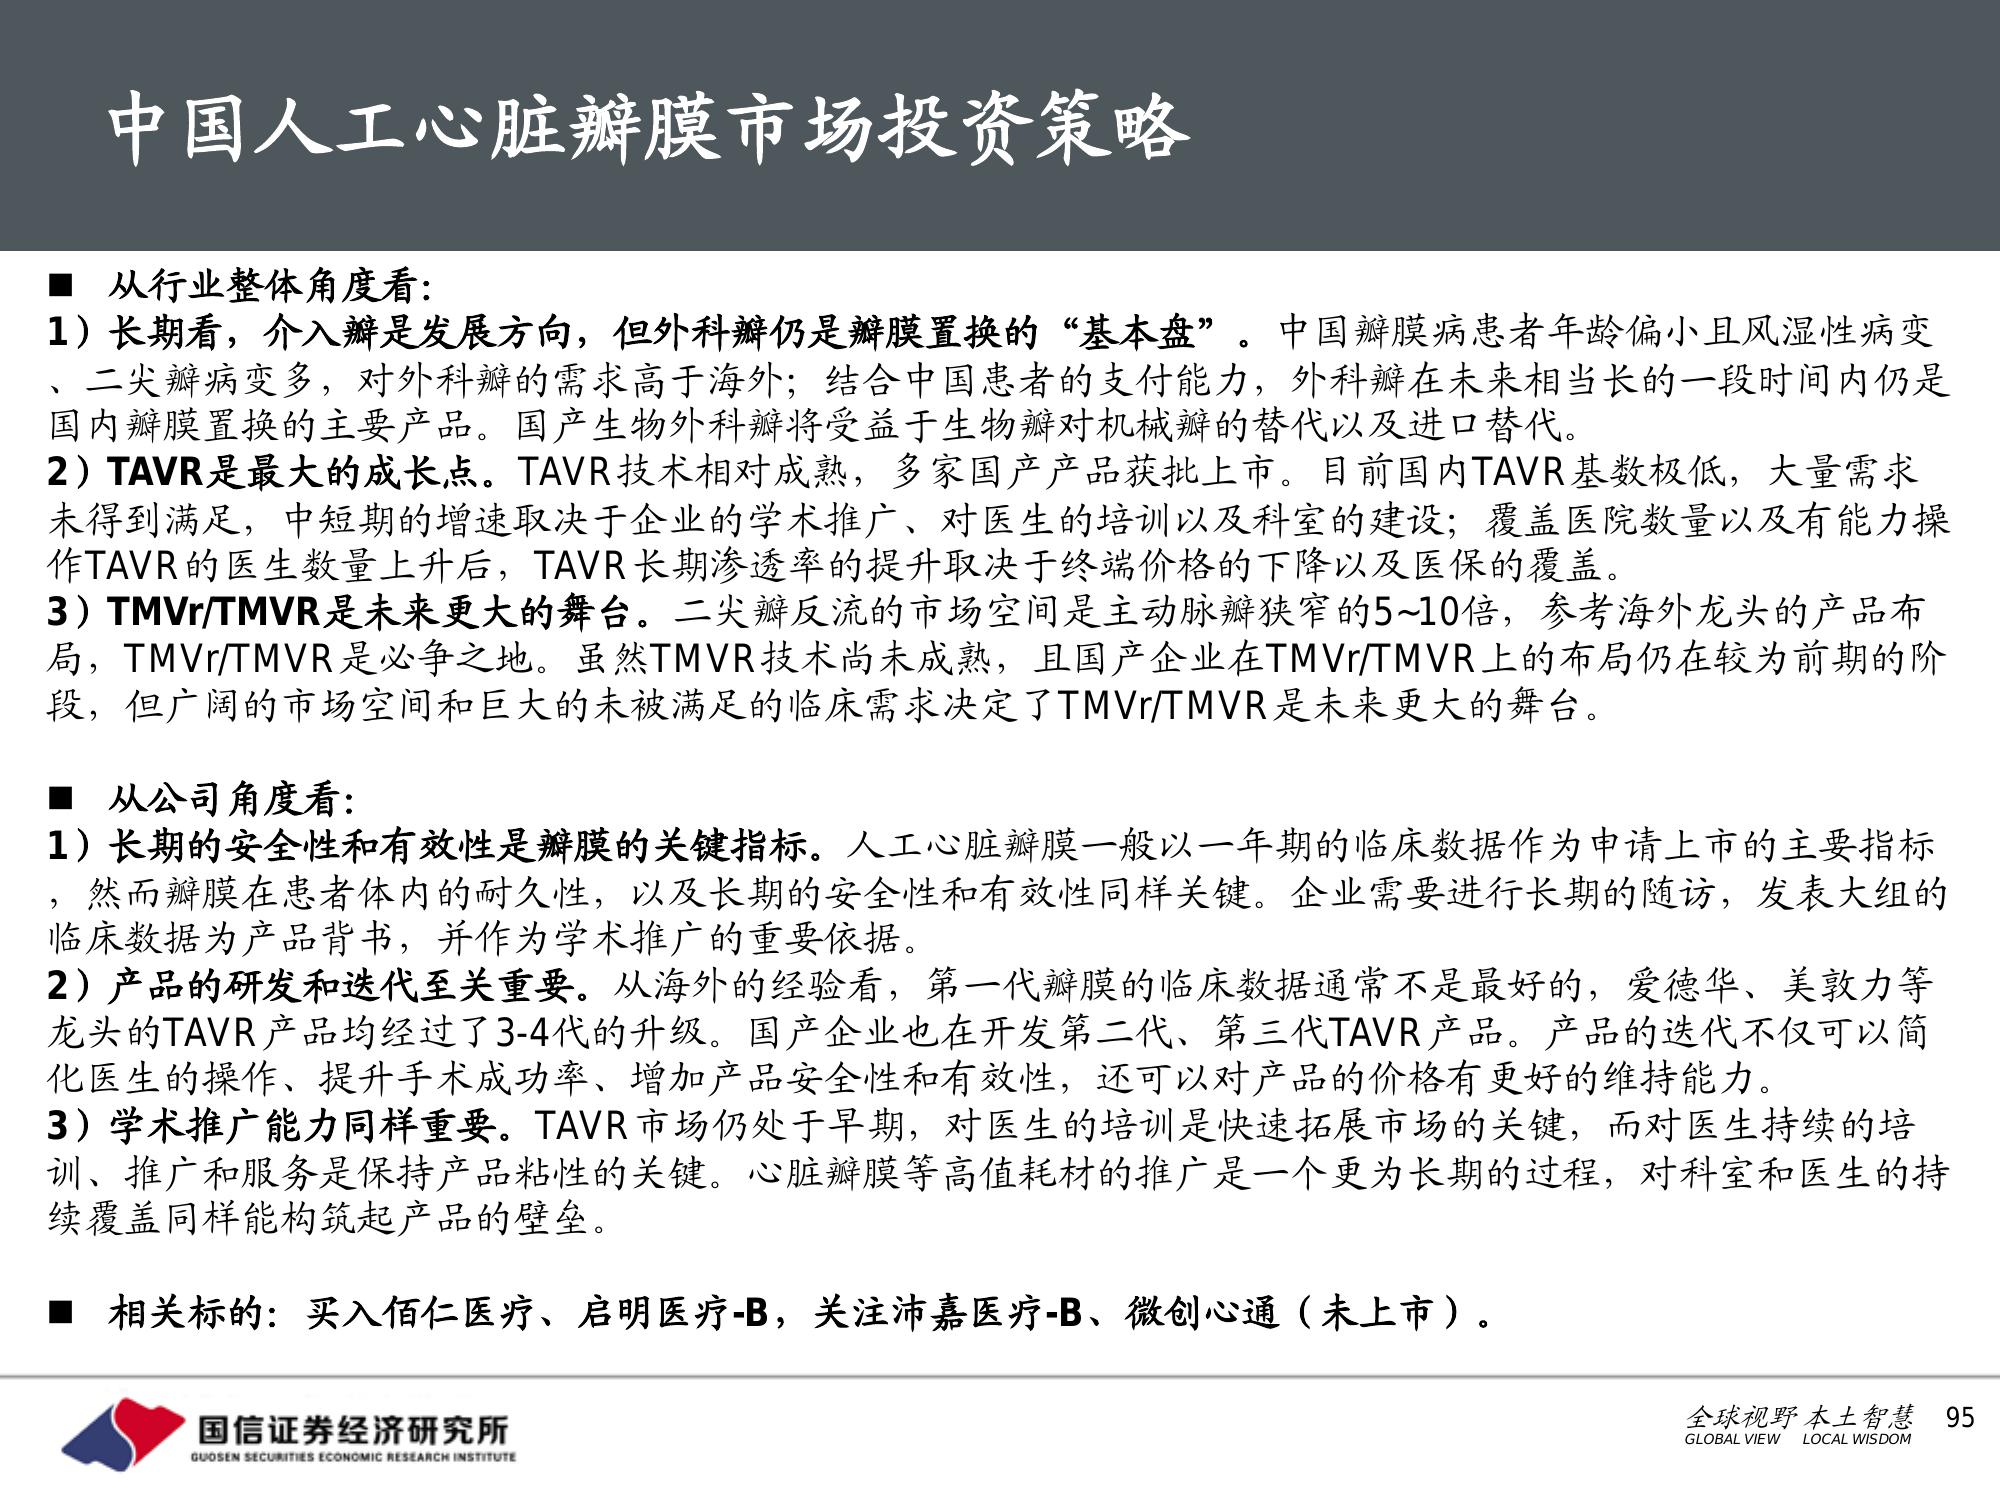 中国人工心脏瓣膜市场投资策略
■ 从行业整体角度看：
1）长期看，介入瓣是发展方向，但外科瓣仍是瓣膜置换的“基本盘”。中国瓣膜病患者年龄偏小且风湿性病变
、二尖瓣病变多，对外科瓣的需求高于海外；结合中国患者的支付能力，外科瓣在未来相当长的一段时间内仍是
国内瓣膜置换的主要产品。国产生物外科瓣将受益于生物瓣对机械瓣的替代以及进口替代。
2）TAVR是最大的成长点。TAVR技术相对成熟，多家国产产品获批上市。目前国内TAVR基数极低，大量需求
未得到满足，中短期的增速取决于企业的学术推广、对医生的培训以及科室的建设；覆盖医院数量以及有能力操
作TAVR的医生数量上升后，TAVR长期渗透率的提升取决于终端价格的下降以及医保的覆盖。
3）TMVr/TMVR是未来更大的舞台。二尖瓣反流的市场空间是主动脉瓣狭窄的5~10倍，参考海外龙头的产品布
局，TMVr/TMVR是必争之地。虽然TMVR技术尚未成熟，且国产企业在TMVr/TMVR上的布局仍在较为前期的阶
段，但广阔的市场空间和巨大的未被满足的临床需求决定了TMVr/TMVR是未来更大的舞台。
■ 从公司角度看：
1）长期的安全性和有效性是瓣膜的关键指标。人工心脏瓣膜一般以一年期的临床数据作为申请上市的主要指标
，然而瓣膜在患者体内的耐久性，以及长期的安全性和有效性同样关键。企业需要进行长期的随访，发表大组的
临床数据为产品背书，并作为学术推广的重要依据。
2）产品的研发和迭代至关重要。从海外的经验看，第一代瓣膜的临床数据通常不是最好的，爱德华、美敦力等
龙头的TAVR产品均经过了3-4代的升级。国产企业也在开发第二代、第三代TAVR产品。产品的迭代不仅可以简
化医生的操作、提升手术成功率、增加产品安全性和有效性，还可以对产品的价格有更好的维持能力。
3）学术推广能力同样重要。TAVR市场仍处于早期，对医生的培训是快速拓展市场的关键，而对医生持续的培
训、推广和服务是保持产品粘性的关键。心脏瓣膜等高值耗材的推广是一个更为长期的过程，对科室和医生的持
续覆盖同样能构筑起产品的壁垒。
■ 相关标的：买入佰仁医疗、启明医疗-B，关注沛嘉医疗-B、微创心通（未上市）。
国信证券经济研究所
GUOSEN SECURITIES ECONOMIC RESEARCH INSTITUTE
全球视野 本土智慧
GLOBAL VIEW LOCAL WISDOM
95